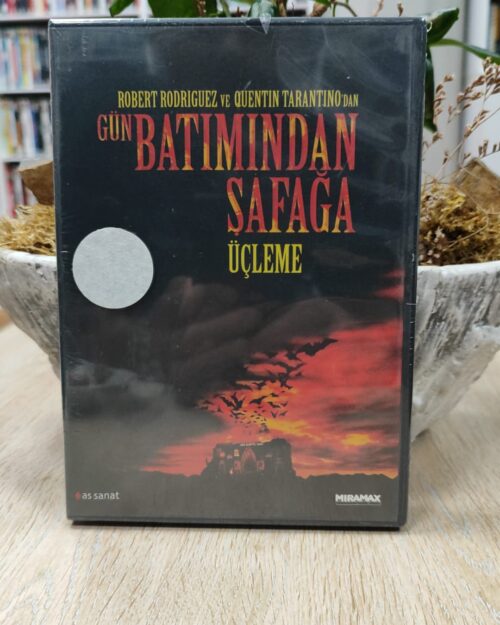 ROBERT RODRIGUEZ VE QUENTIN TARANTINO'DAN
GÜN BATIMINDAN
ŞAFAĞA
ÜÇLEME
as sanat
MIRAMAX